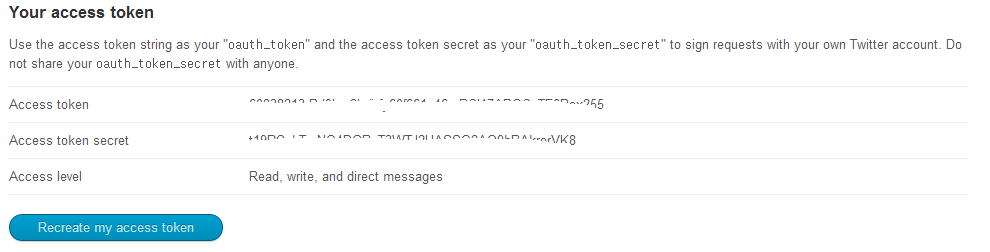 Your access token
Use the access token string as your "oauth_token" and the access token secret as your "oauth_token_secret" to sign requests with your own Twitter account. Do
not share your oauth_token_secret with anyone.
Access token
Access token secret
Access level Read, write, and direct messages
Recreate my access token